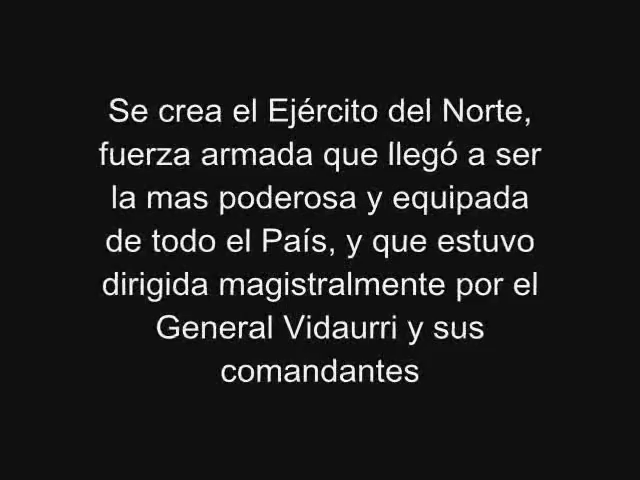 Se crea el Ejército del Norte,
fuerza armada que llegó a ser
la mas poderosa y equipada
de todo el País, y que estuvo
dirigida magistralmente por el
General Vidaurri y sus
comandantes